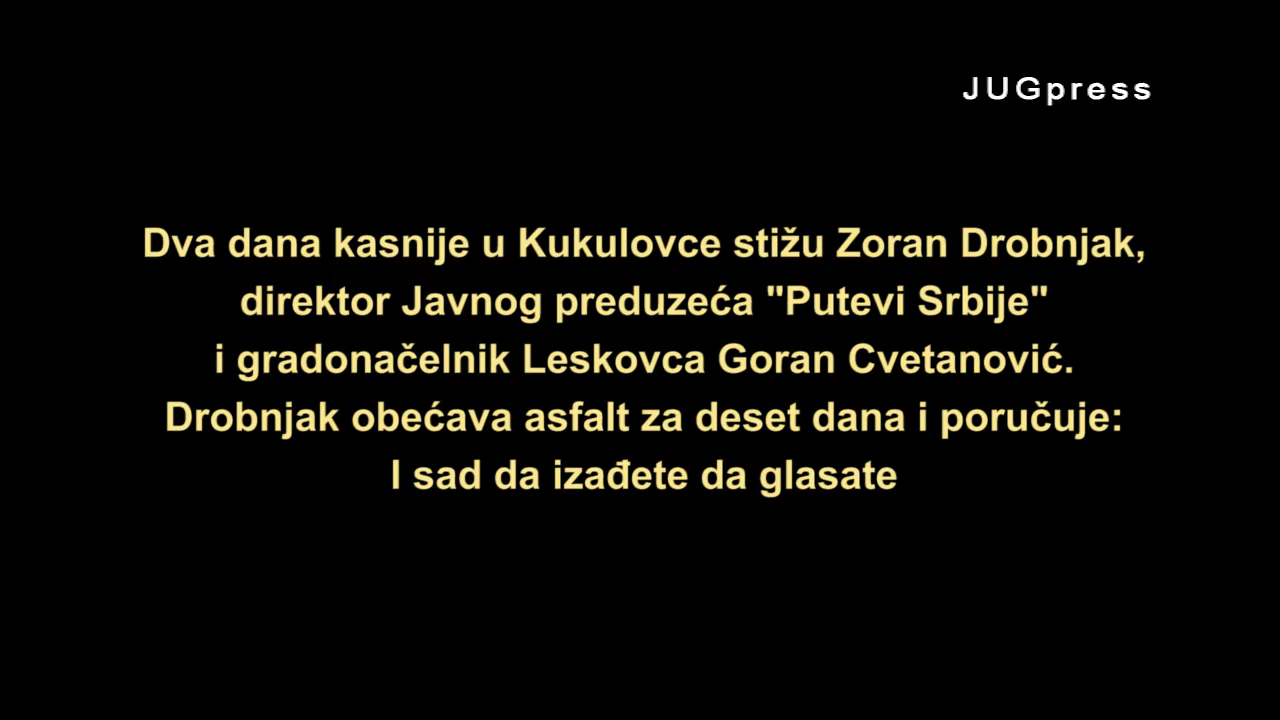 JUGpress
Dva dana kasnije u Kukulovce stižu Zoran Drobnjak,
direktor Javnog preduzeća "Putevi Srbije"
i gradonačelnik Leskovca Goran Cvetanović.
Drobnjak obećava asfalt za deset dana i poručuje:
I sad da izađete da glasate